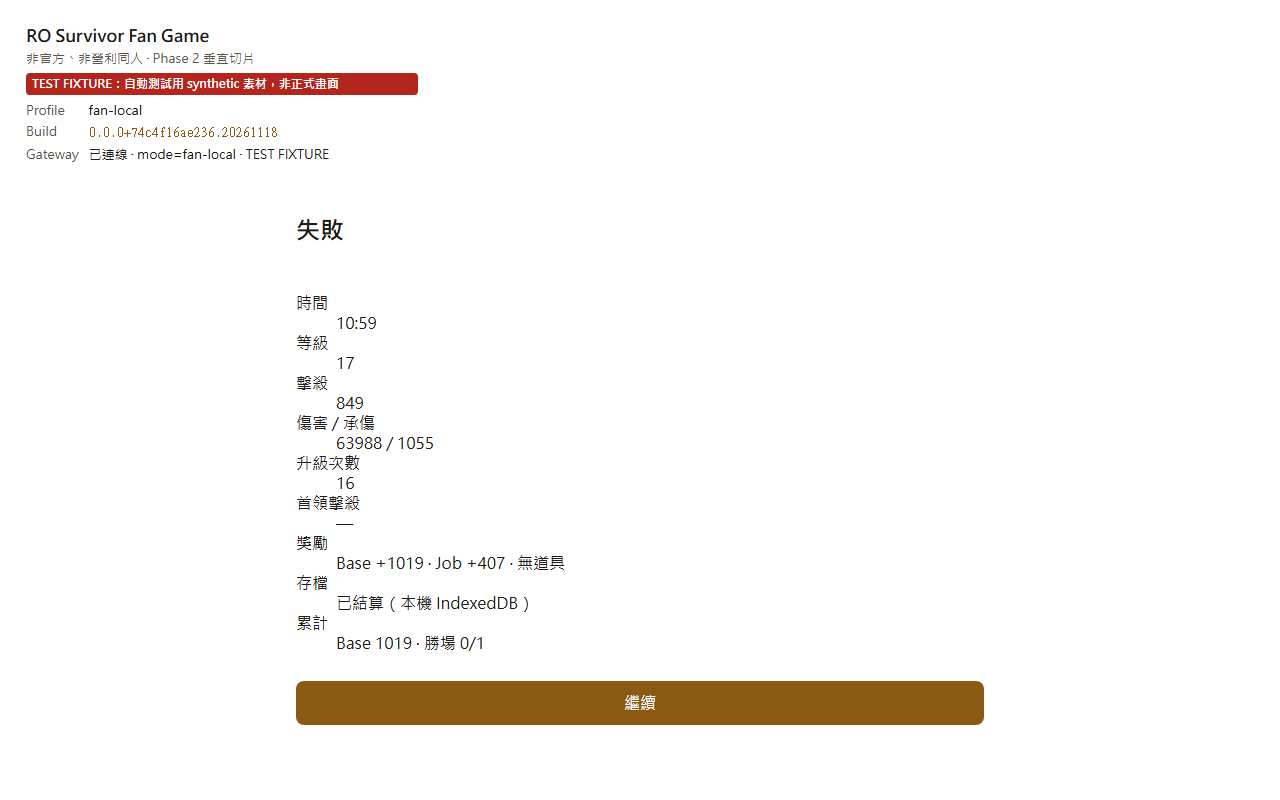 RO Survivor Fan Game
非官方、非營利同人 · Phase 2 垂直切片
TEST FIXTURE：自動測試用 synthetic 素材，非正式畫面
Profile fan-local
Build 0.0.0+74c4f16ae236.20261118
Gateway 已連線 · mode=fan-local · TEST FIXTURE
失敗
時間
10:59
等級
17
擊殺
849
傷害 / 承傷
63988 / 1055
升級次數
16
首領擊殺
—
獎勵
Base +1019 · Job +407 · 無道具
存檔
已結算（本機 IndexedDB）
累計
Base 1019 · 勝場 0/1
繼續